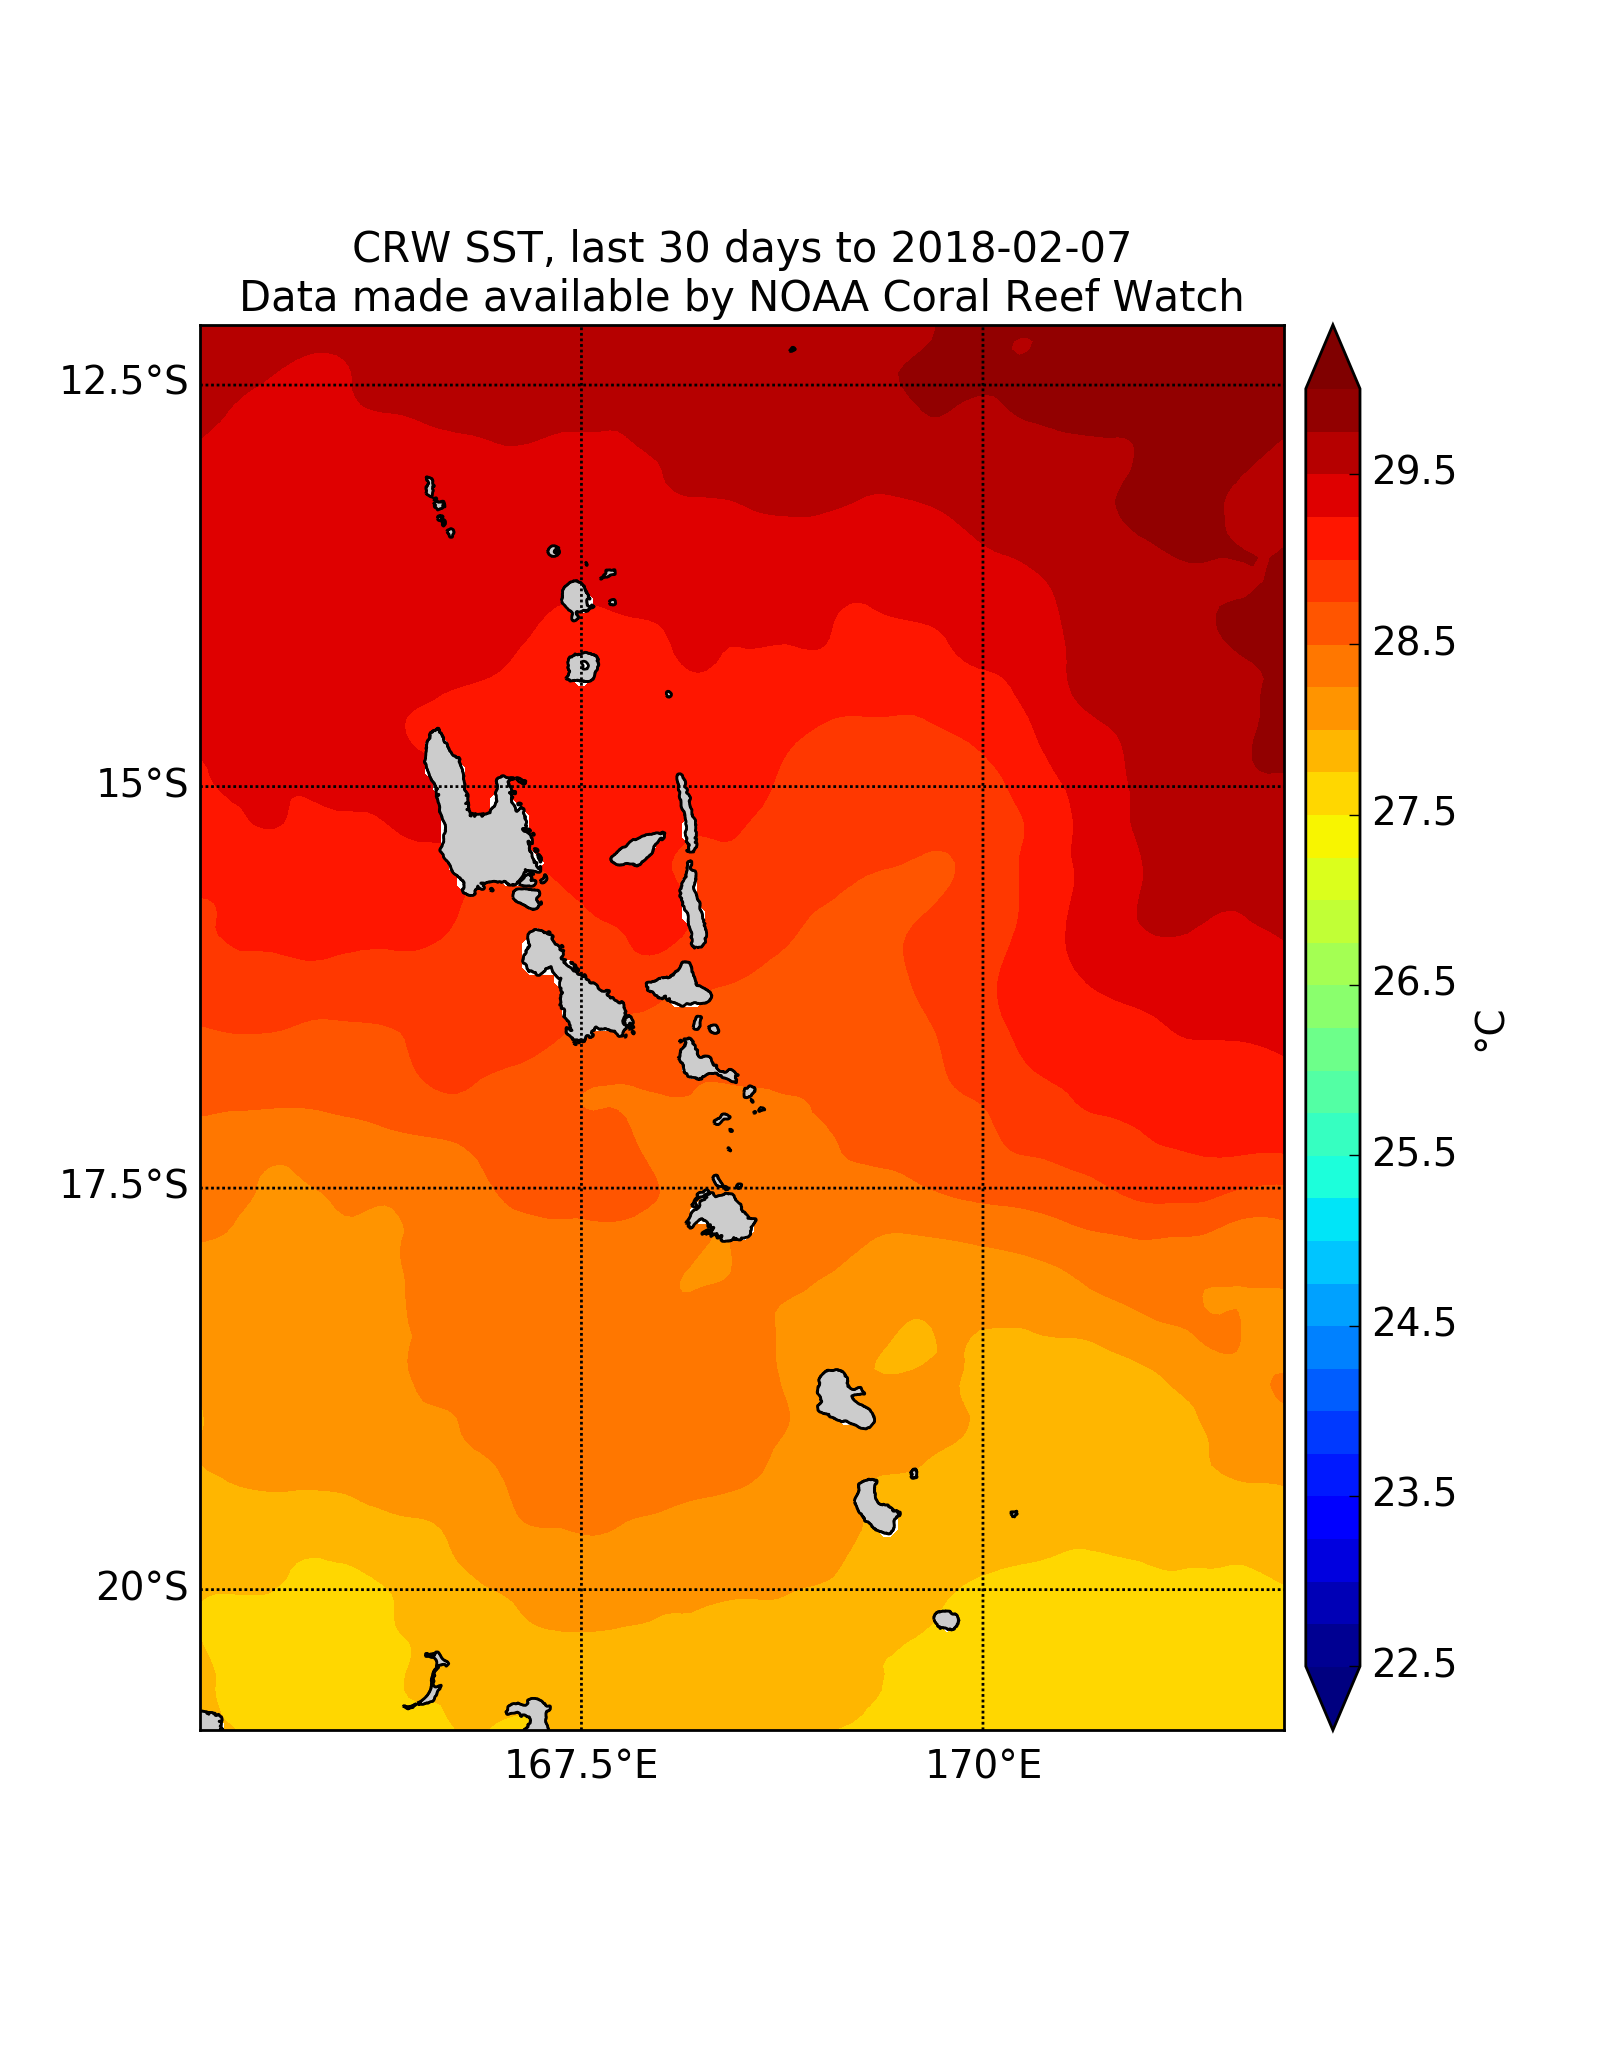 CRW SST, last 30 days to 2018-02-07
Data made available by NOAA Coral Reef Watch
12.5°S
15°S
17.5°S
20°S
167.5°E
170°E
29.5
28.5
27.5
26.5
25.5
24.5
23.5
22.5
°C